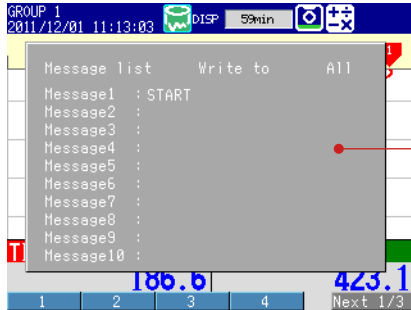 GROUP 1
2011/12/01 11:13:03 DISP 59min
1
Message list Write to All
Message1 : START
Message2 :
Message3 :
Message4 :
Message5 :
Message6 :
Message7 :
Message8 :
Message9 :
Message10 :
T
186.6 423.1
1 2 3 4 Next 1/3